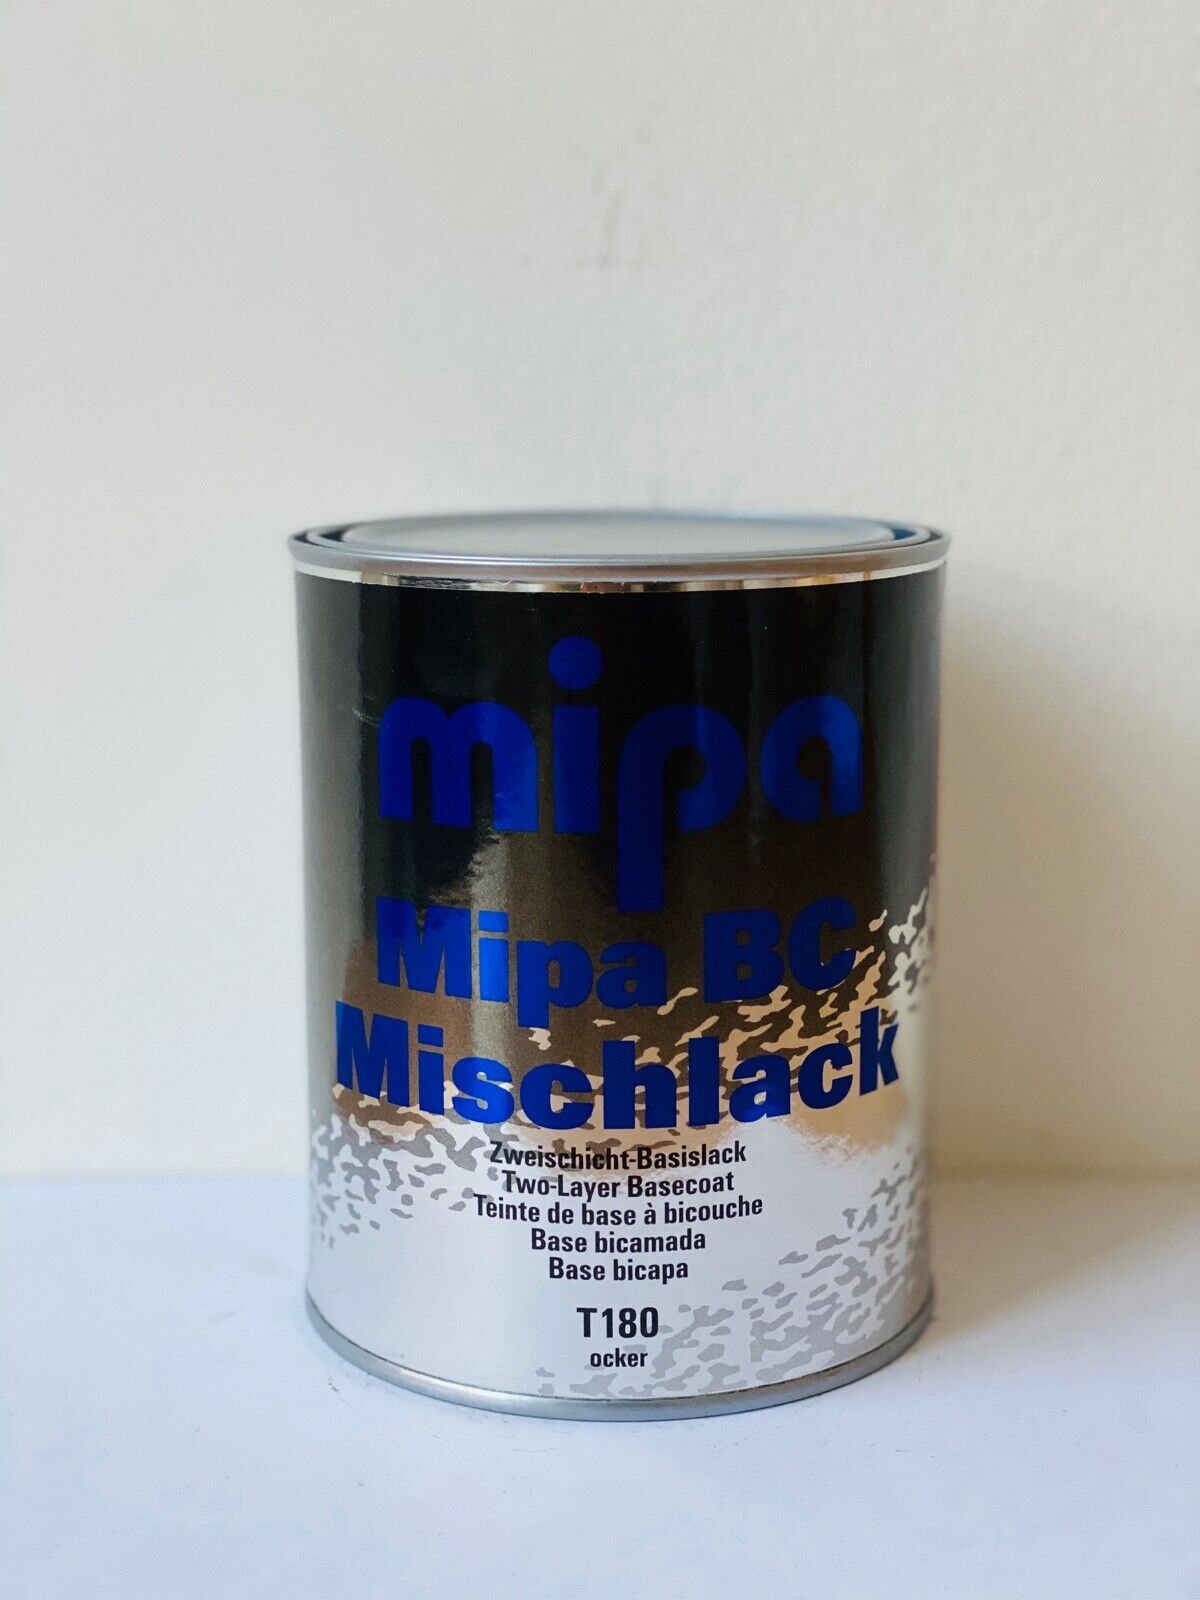 mipa
Mipa BC
Mischlack
Zweischicht-Basislack
Two-Layer Basecoat
Teinte de base à bicouche
Base bicamada
Base bicapa
T180
ocker